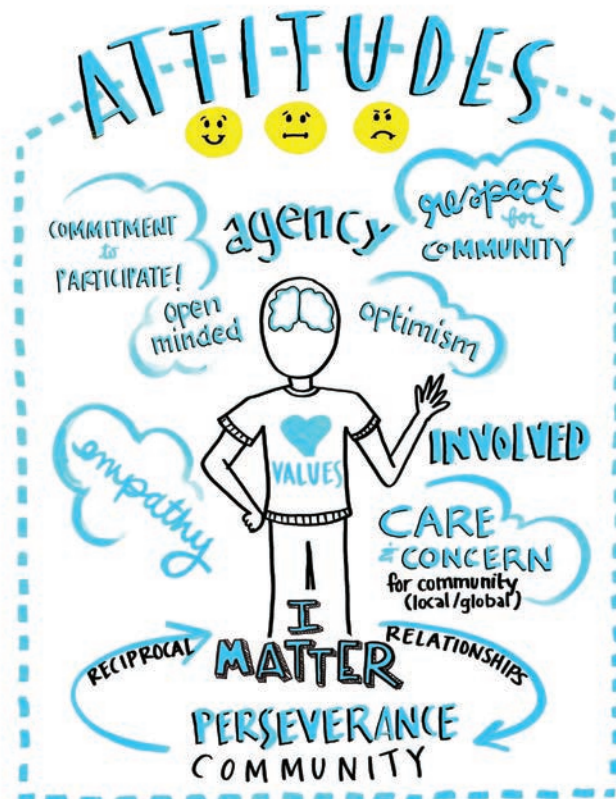 ATTITUDES
agency
respect
for
COMMUNITY
COMMITMENT
to
PARTICIPATE!
open
minded
optimism
empathy
VALUES
INVOLVED
CARE
& CONCERN
for community
(local/global)
I
MATTER
RECIPROCAL
RELATIONSHIPS
PERSEVERANCE
COMMUNITY